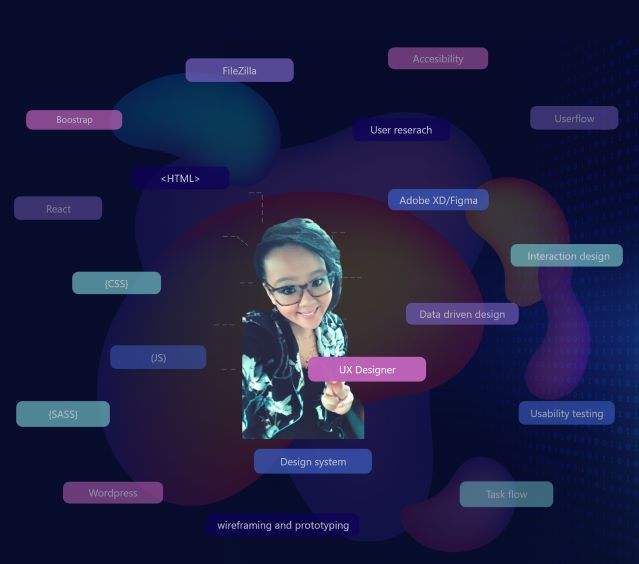 Accesibility
FileZilla
Boostrap
Userflow
User reserach
<HTML>
Adobe XD/Figma
React
Interaction design
{CSS}
Data driven design
{JS}
UX Designer
{SASS}
Usability testing
Design system
Wordpress
Task flow
wireframing and prototyping